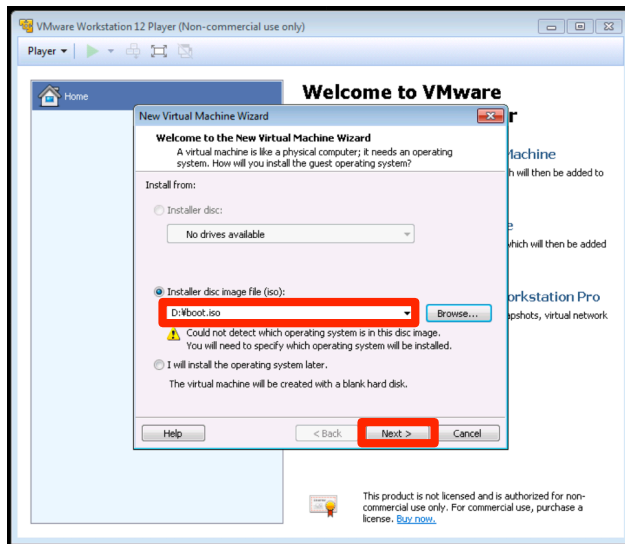 VMware Workstation 12 Player (Non-commercial use only)
Player
Home
Welcome to VMware
r
New Virtual Machine Wizard
Welcome to the New Virtual Machine Wizard
A virtual machine is like a physical computer; it needs an operating
system. How will you install the guest operating system?
Install from:
Installer disc:
No drives available
Installer disc image file (iso):
D:¥boot.iso
Browse...
Could not detect which operating system is in this disc image.
You will need to specify which operating system will be installed.
I will install the operating system later.
The virtual machine will be created with a blank hard disk.
Help
< Back
Next >
Cancel
Machine
h will then be added to
e
which will then be added
orkstation Pro
apshots, virtual network
This product is not licensed and is authorized for non-
commercial use only. For commercial use, purchase a
license. Buy now.